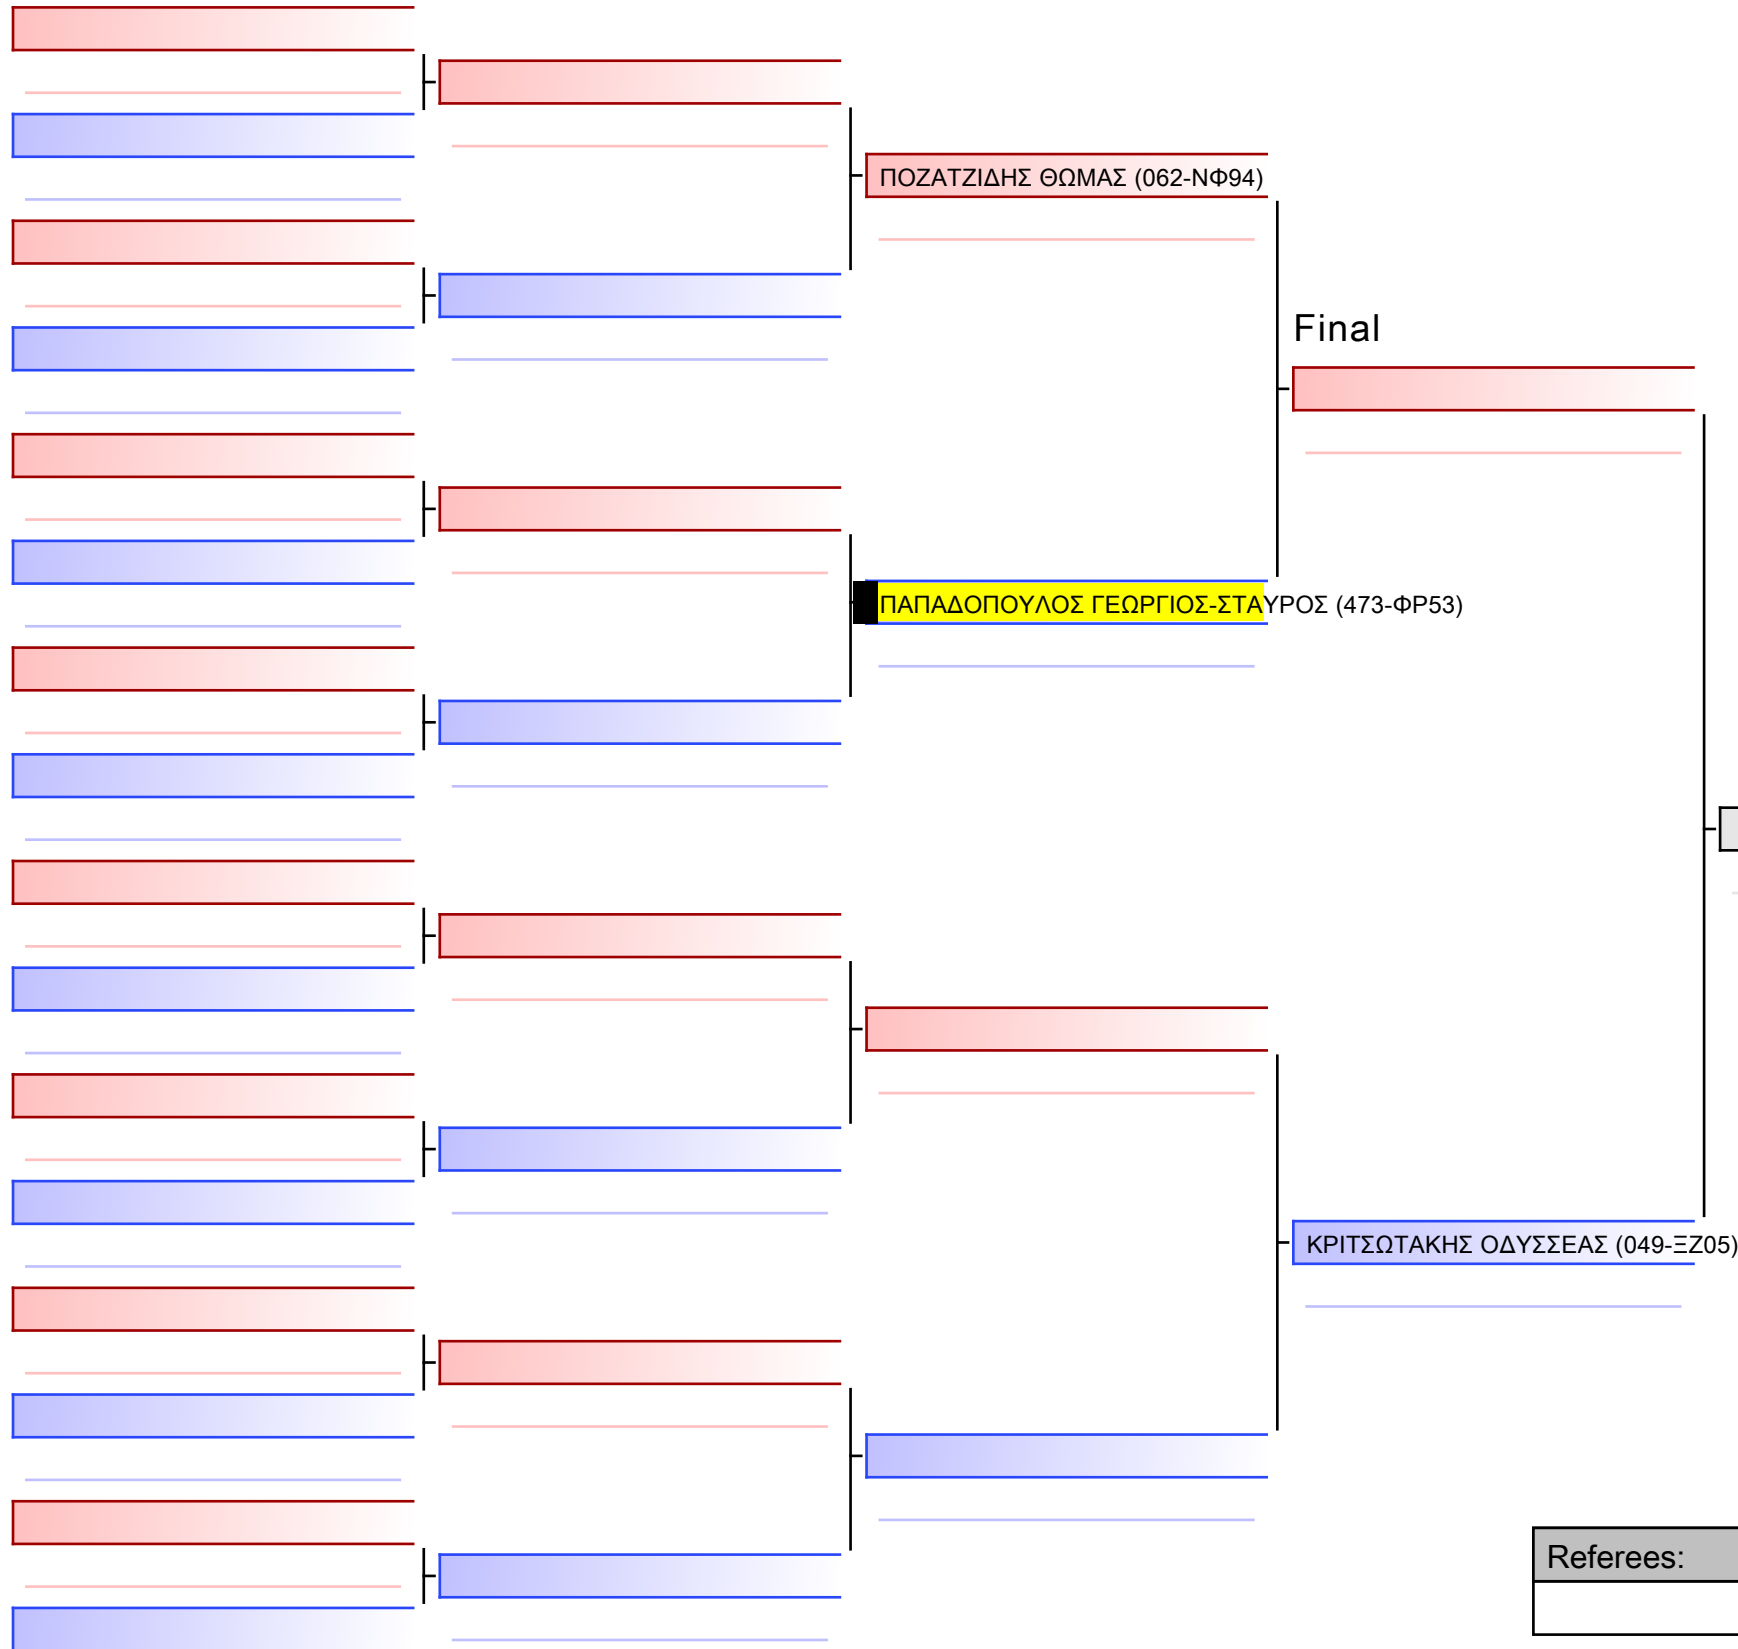 ΠΟΖΑΤΖΙΔΗΣ ΘΩΜΑΣ (062-ΝΦ94)
Final
ΠΑΠΑΔΟΠΟΥΛΟΣ ΓΕΩΡΓΙΟΣ-ΣΤΑΥΡΟΣ (473-ΦΡ53)
ΚΡΙΤΣΩΤΑΚΗΣ ΟΔΥΣΣΕΑΣ (049-ΞΖ05)
Referees: